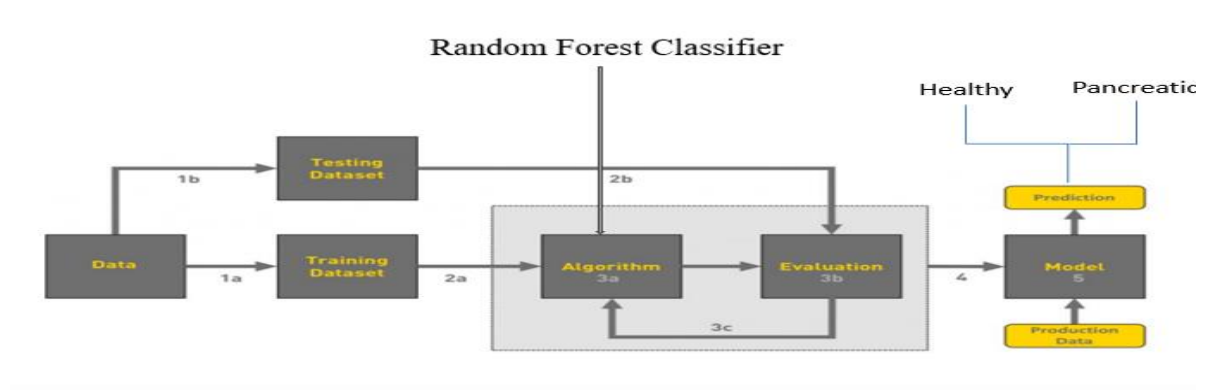 Random Forest Classifier
Healthy
Pancreatic
Testing
Dataset
1b
2b
Prediction
Data
1a
Training
Dataset
2a
Algorithm
3a
Evaluation
3b
4
Model
5
3c
Production
Data